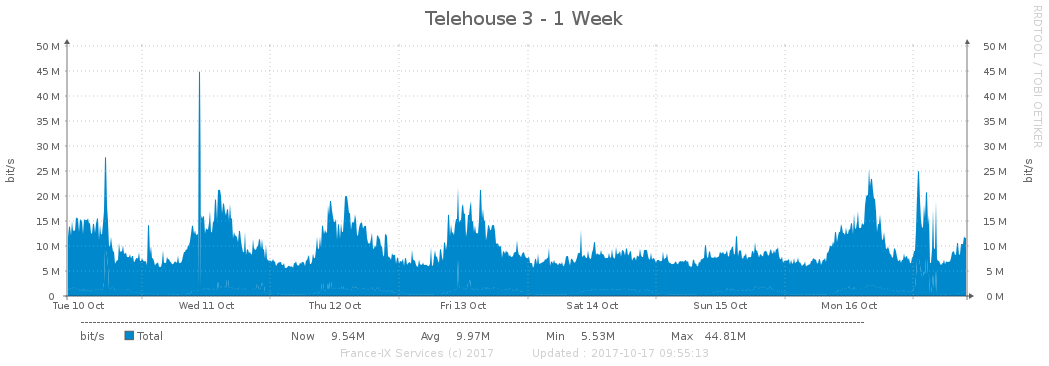 Telehouse 3 - 1 Week
RRDTOOL / TOBI OETIKER
bit/s
bit/s
50 M 50 M
45 M 45 M
40 M 40 M
35 M 35 M
30 M 30 M
25 M 25 M
20 M 20 M
15 M 15 M
10 M 10 M
5 M 5 M
0 0 M
Tue 10 Oct Wed 11 Oct Thu 12 Oct Fri 13 Oct Sat 14 Oct Sun 15 Oct Mon 16 Oct
bit/s Total Now 9.54M Avg 9.97M Min 5.53M Max 44.81M
France-IX Services (c) 2017 Updated : 2017-10-17 09:55:13